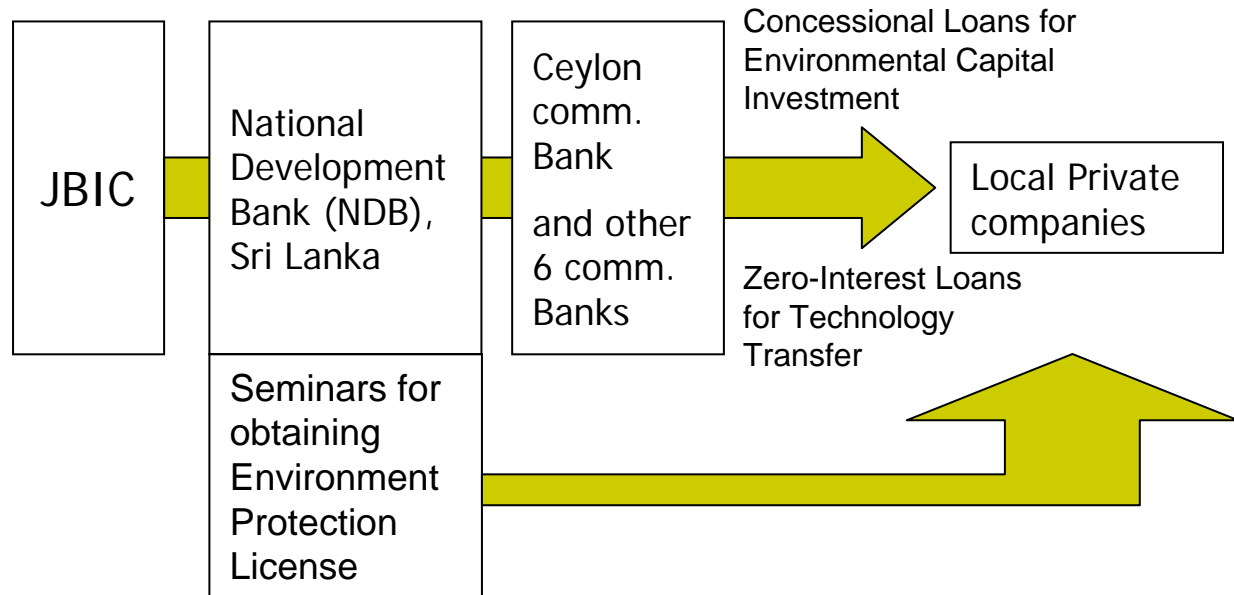 JBIC
National
Development
Bank (NDB),
Sri Lanka
Ceylon
comm.
Bank
and other
6 comm.
Banks
Concessional Loans for
Environmental Capital
Investment
Local Private
companies
Zero-Interest Loans
for Technology
Transfer
Seminars for
obtaining
Environment
Protection
License